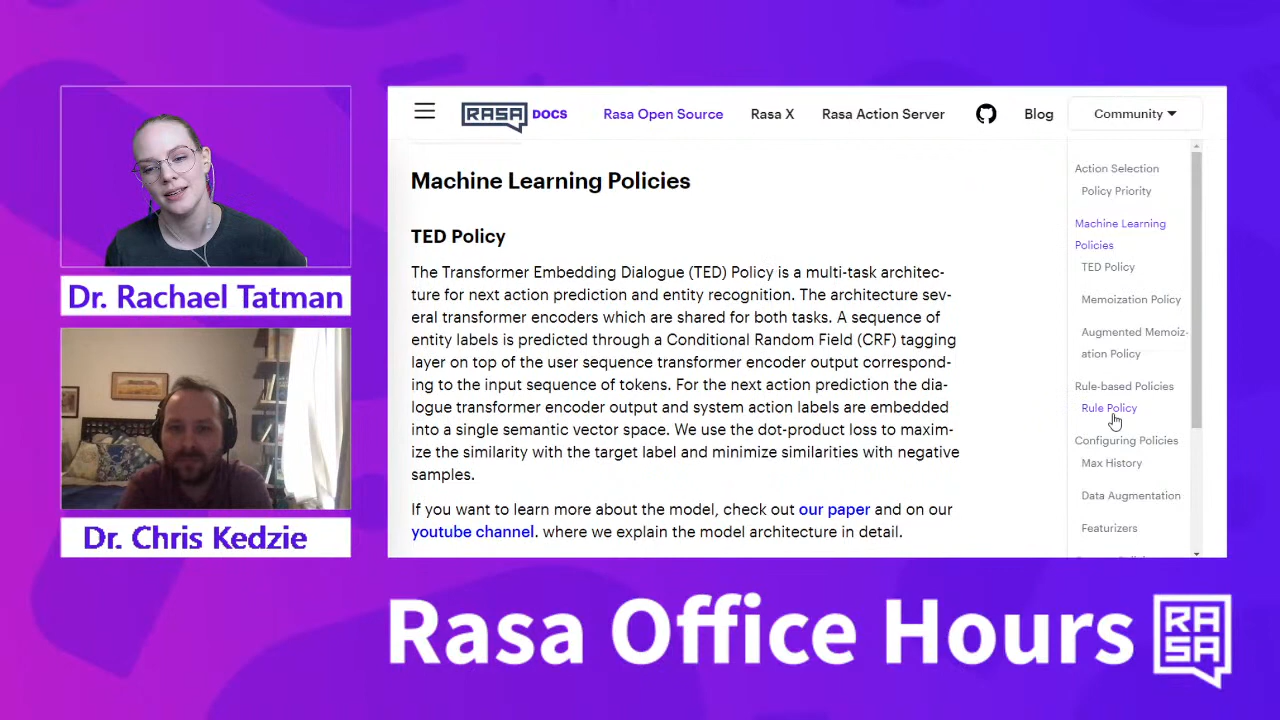 Dr. Rachael Tatman
Dr. Chris Kedzie
RASA DOCS
Rasa Open Source
Rasa X
Rasa Action Server
Blog
Community
Machine Learning Policies
TED Policy
The Transformer Embedding Dialogue (TED) Policy is a multi-task architec-
ture for next action prediction and entity recognition. The architecture sev-
eral transformer encoders which are shared for both tasks. A sequence of
entity labels is predicted through a Conditional Random Field (CRF) tagging
layer on top of the user sequence transformer encoder output correspond-
ing to the input sequence of tokens. For the next action prediction the dia-
logue transformer encoder output and system action labels are embedded
into a single semantic vector space. We use the dot-product loss to maxim-
ize the similarity with the target label and minimize similarities with negative
samples.
If you want to learn more about the model, check out our paper and on our
youtube channel. where we explain the model architecture in detail.
Action Selection
Policy Priority
Machine Learning
Policies
TED Policy
Memoization Policy
Augmented Memoiz-
ation Policy
Rule-based Policies
Rule Policy
Configuring Policies
Max History
Data Augmentation
Featurizers
Rasa Office Hours
RA
SA